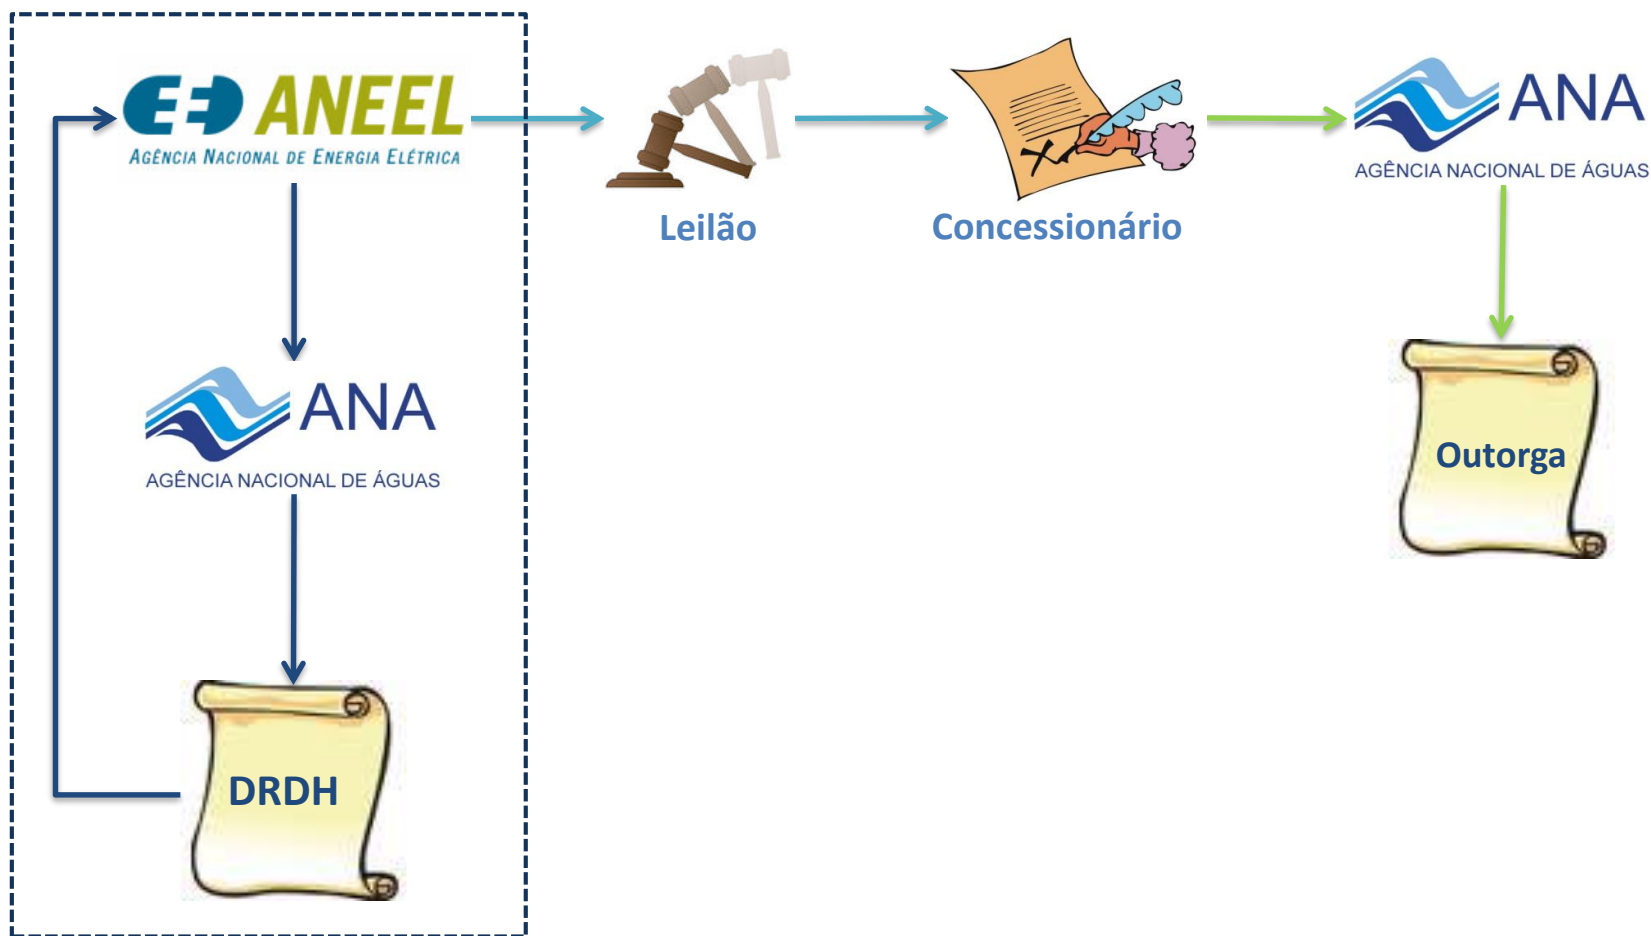 ANEEL
AGÊNCIA NACIONAL DE ENERGIA ELÉTRICA
Leilão
Concessionário
ANA
AGÊNCIA NACIONAL DE ÁGUAS
ANA
AGÊNCIA NACIONAL DE ÁGUAS
Outorga
DRDH